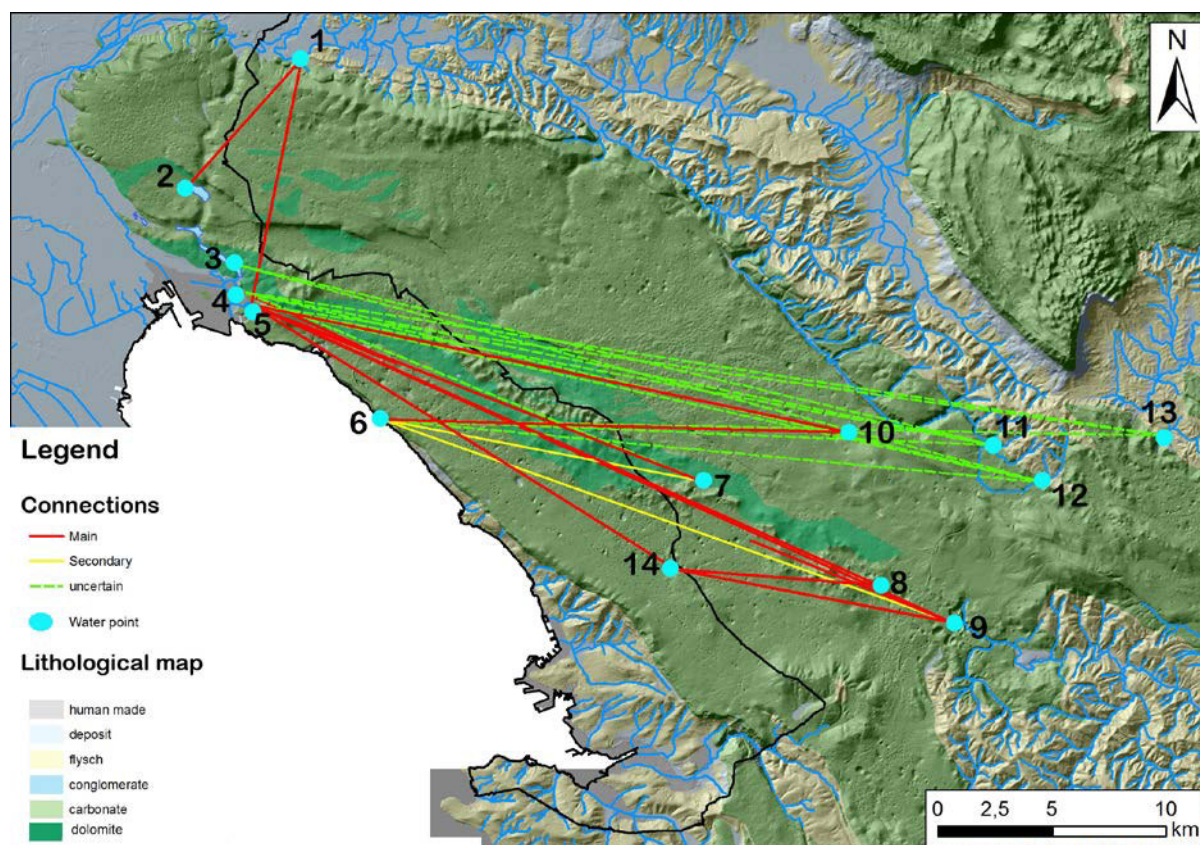 1
N
2
3
4
5
6
10
11
13
12
7
14
8
9
Legend
Connections
Main
Secondary
uncertain
Water point
Lithological map
human made
deposit
flysch
conglomerate
carbonate
dolomite
0 2,5 5 10
km